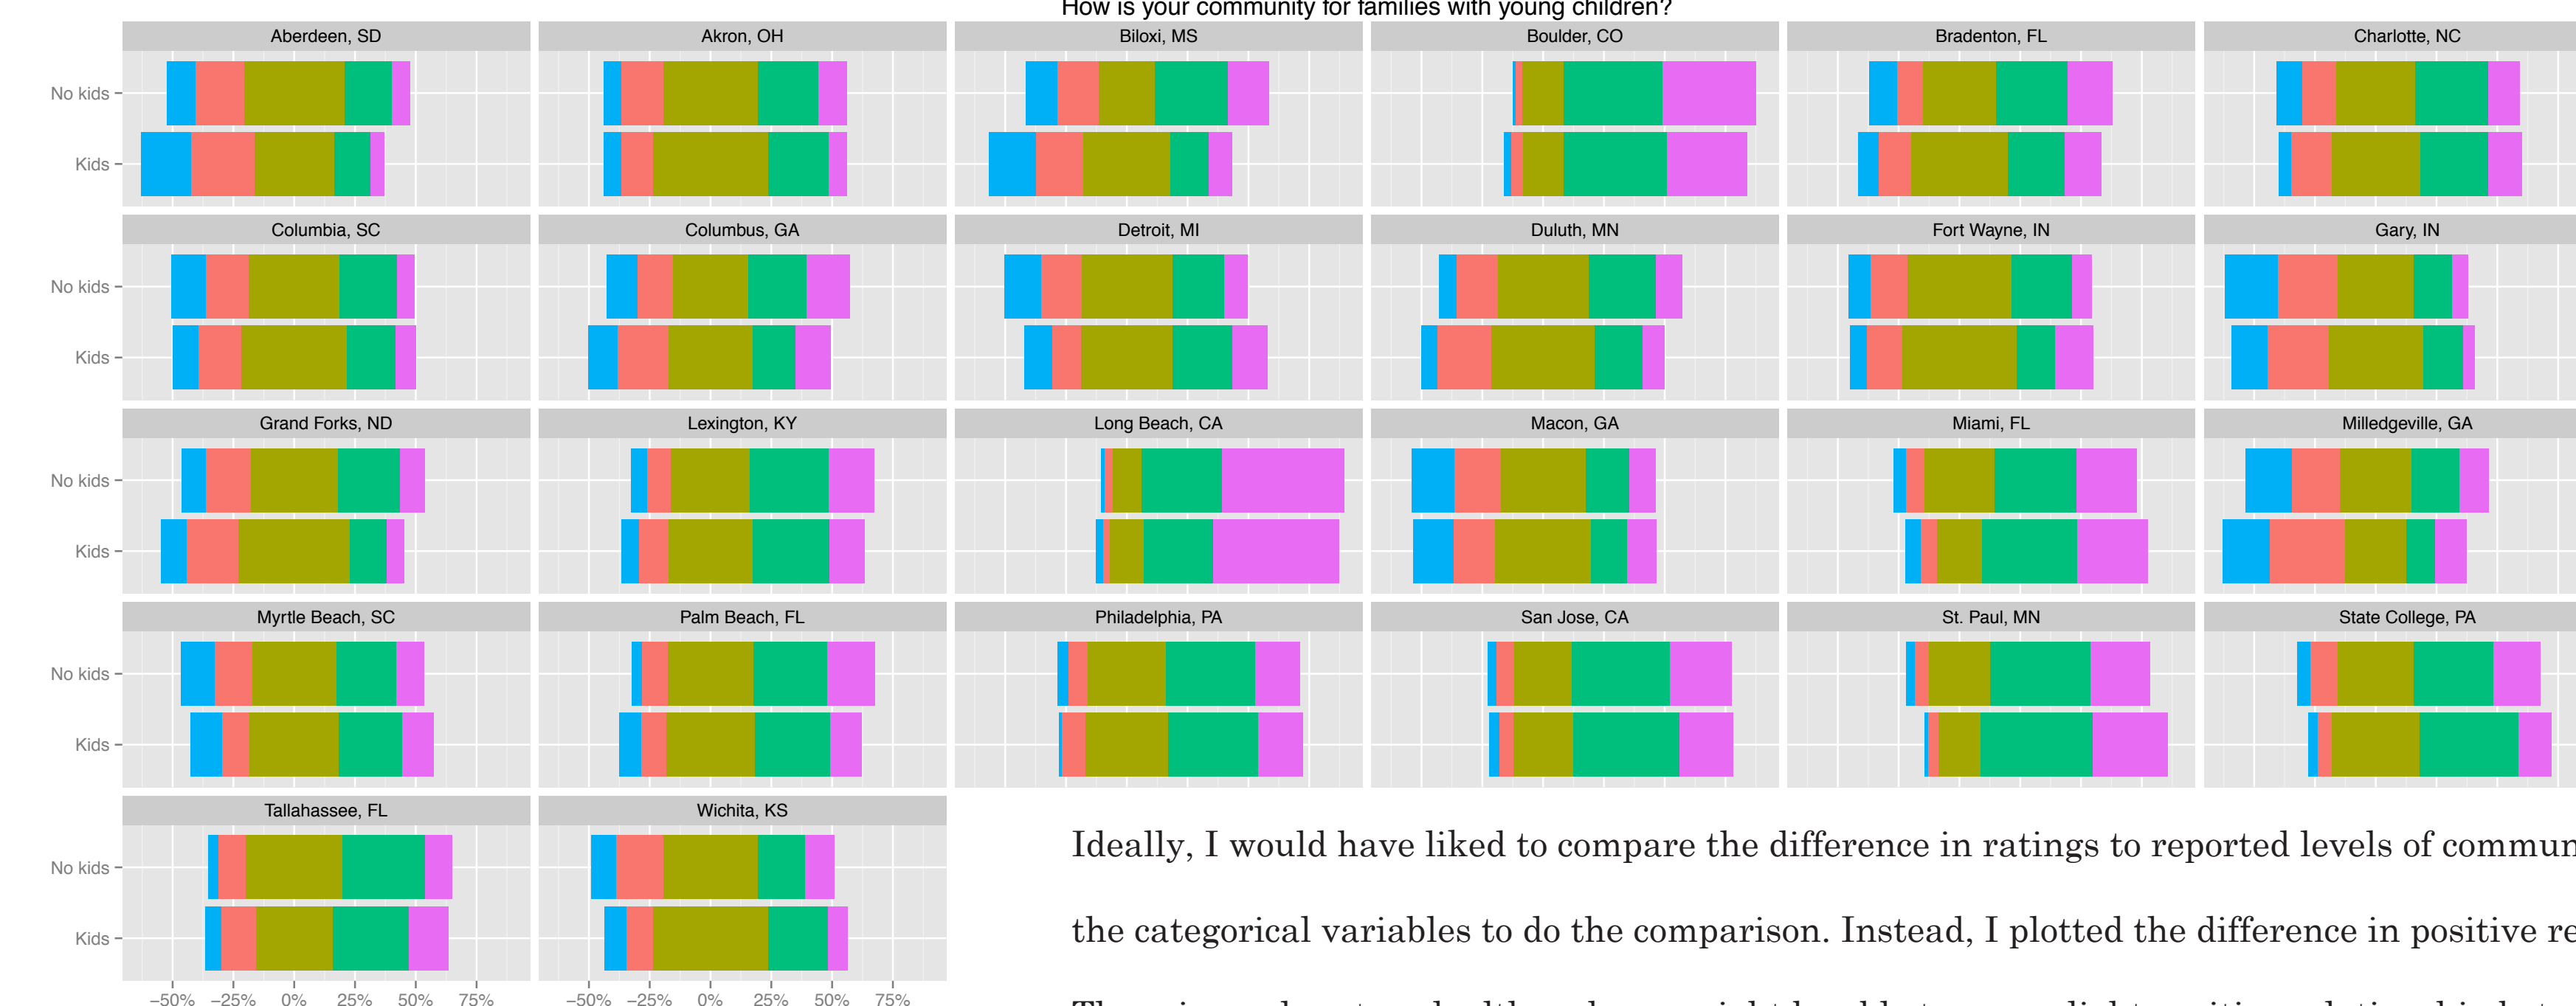 How is your community for families with young children?
Aberdeen, SD Akron, OH Biloxi, MS Boulder, CO Bradenton, FL Charlotte, NC
No kids
Kids
Columbia, SC Columbus, GA Detroit, MI Duluth, MN Fort Wayne, IN Gary, IN
No kids
Kids
Grand Forks, ND Lexington, KY Long Beach, CA Macon, GA Miami, FL Milledgeville, GA
No kids
Kids
Myrtle Beach, SC Palm Beach, FL Philadelphia, PA San Jose, CA St. Paul, MN State College, PA
No kids
Kids
Tallahassee, FL Wichita, KS
No kids
Kids
−50% −25% 0% 25% 50% 75% −50% −25% 0% 25% 50% 75%
Ideally, I would have liked to compare the difference in ratings to reported levels of commun
the categorical variables to do the comparison. Instead, I plotted the difference in positive re